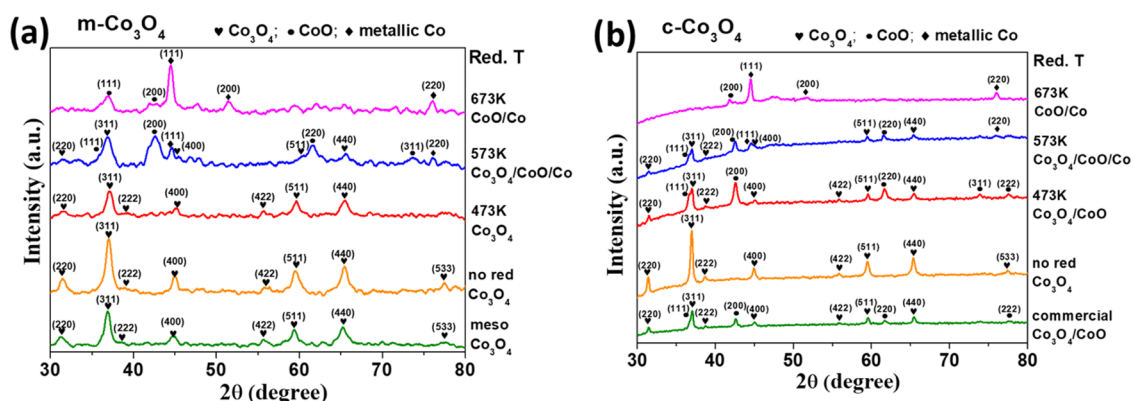 (a)
m-Co₃O₄
♥ Co₃O₄; ● CoO; ♦ metallic Co
Red. T
(111)
(200)
(111)
(200)
(220)
673K
CoO/Co
(220)
(111)
(311)
(200)
(111)
(400)
(511)
(220)
(440)
(311)
(220)
573K
Co₃O₄/CoO/Co
(220)
(311)
(222)
(400)
(422)
(511)
(440)
473K
Co₃O₄
(220)
(311)
(222)
(400)
(422)
(511)
(440)
(533)
no red
Co₃O₄
(220)
(311)
(222)
(400)
(422)
(511)
(440)
(533)
meso
Co₃O₄
Intensity (a.u.)
30 40 50 60 70 80
2θ (degree)
(b)
c-Co₃O₄
♥ Co₃O₄; ● CoO; ♦ metallic Co
Red. T
(200)
(111)
(200)
(220)
673K
CoO/Co
(220)
(111)
(311)
(222)
(200)
(111)
(400)
(511)
(220)
(440)
(220)
573K
Co₃O₄/CoO/Co
(220)
(111)
(311)
(222)
(200)
(400)
(422)
(511)
(220)
(440)
(311)
(222)
473K
Co₃O₄/CoO
(220)
(311)
(222)
(400)
(422)
(511)
(440)
(533)
no red
Co₃O₄
(220)
(111)
(311)
(222)
(200)
(400)
(422)
(511)
(220)
(440)
(222)
commercial
Co₃O₄/CoO
Intensity (a.u.)
30 40 50 60 70 80
2θ (degree)